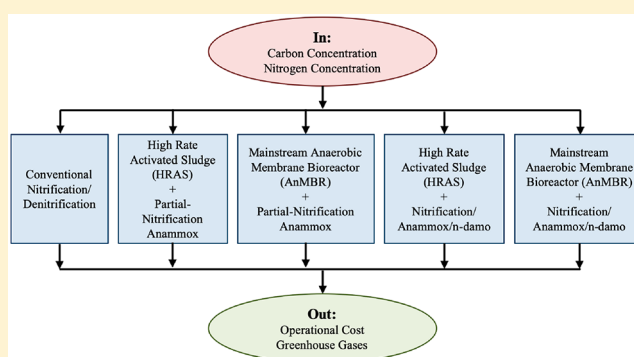 In:
Carbon Concentration
Nitrogen Concentration
Conventional
Nitrification/
Denitrification
High Rate
Activated Sludge
(HRAS)
+
Partial-
Nitrification
Anammox
Mainstream Anaerobic
Membrane Bioreactor
(AnMBR)
+
Partial-Nitrification
Anammox
High Rate
Activated Sludge
(HRAS)
+
Nitrification/
Anammox/n-damo
Mainstream
Anaerobic Membrane
Bioreactor (AnMBR)
+
Nitrification/
Anammox/n-damo
Out:
Operational Cost
Greenhouse Gases